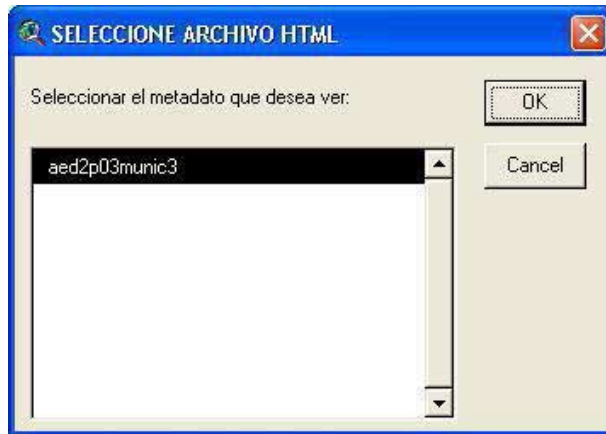 SELECCIONE ARCHIVO HTML
Seleccionar el metadato que desea ver:
OK
aed2p03munic3
Cancel